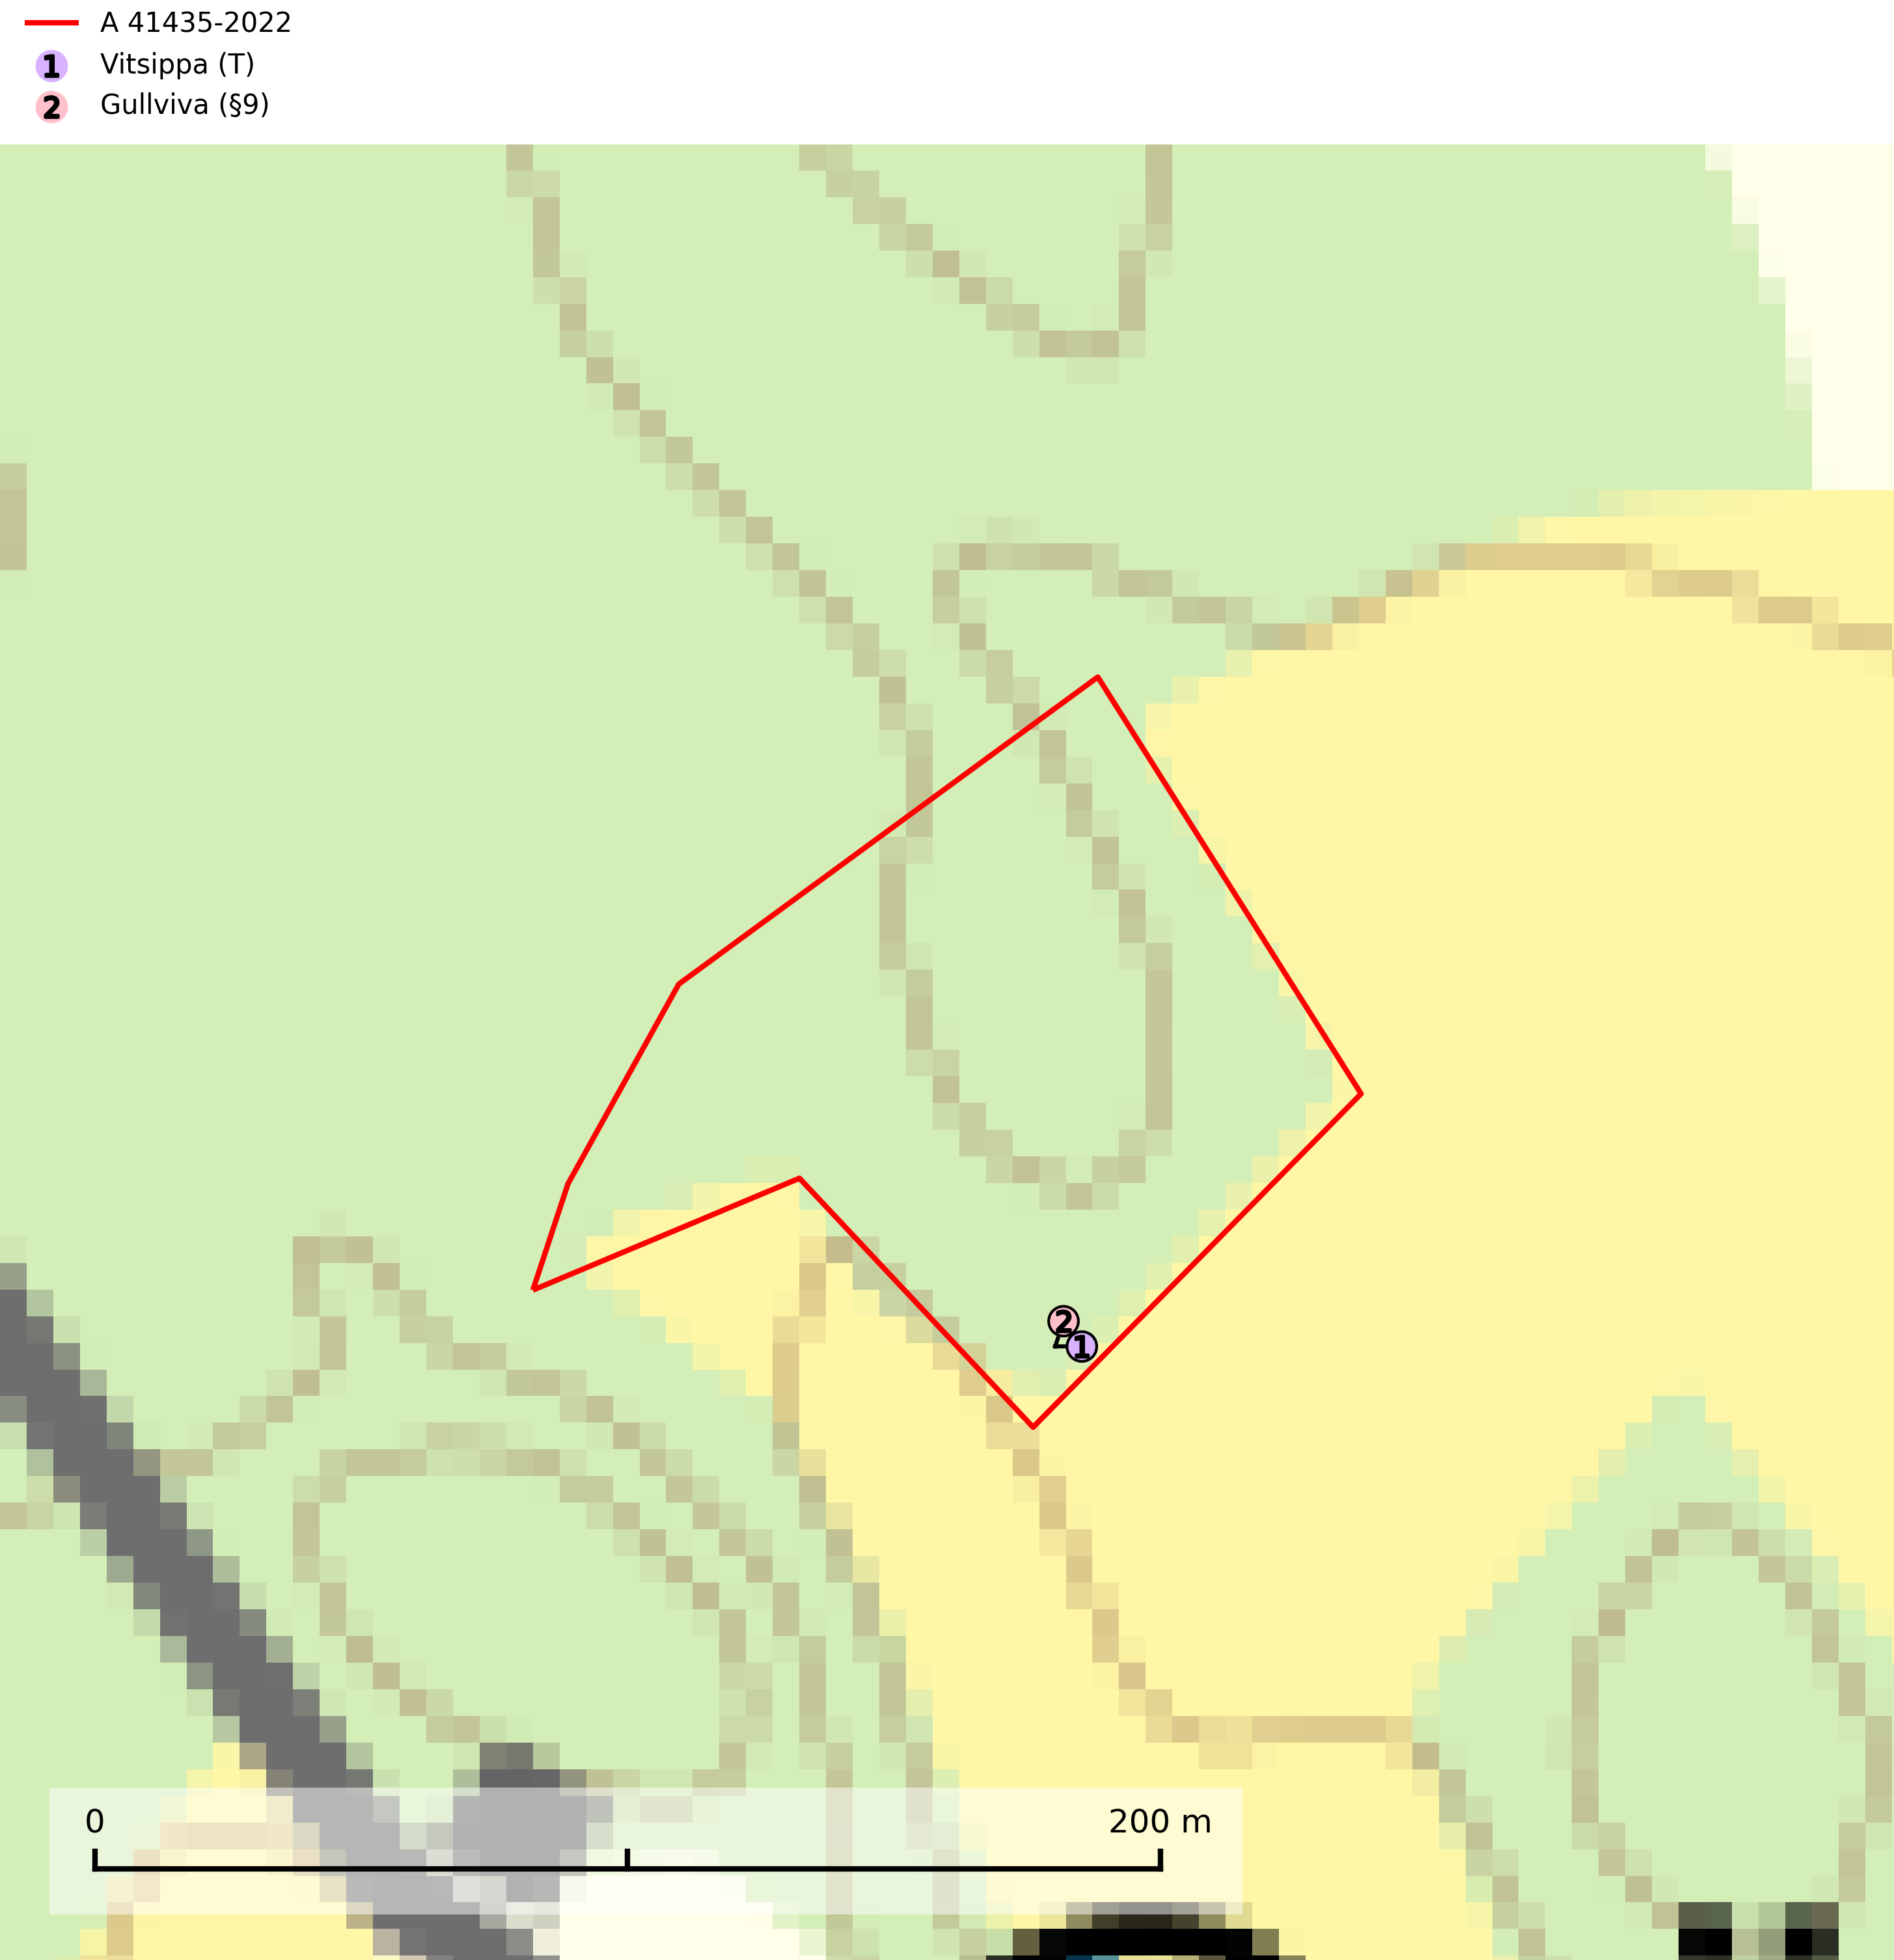 A 41435-2022
1 Vitsippa (T)
2 Gullviva (§9)
2
1
0 200 m